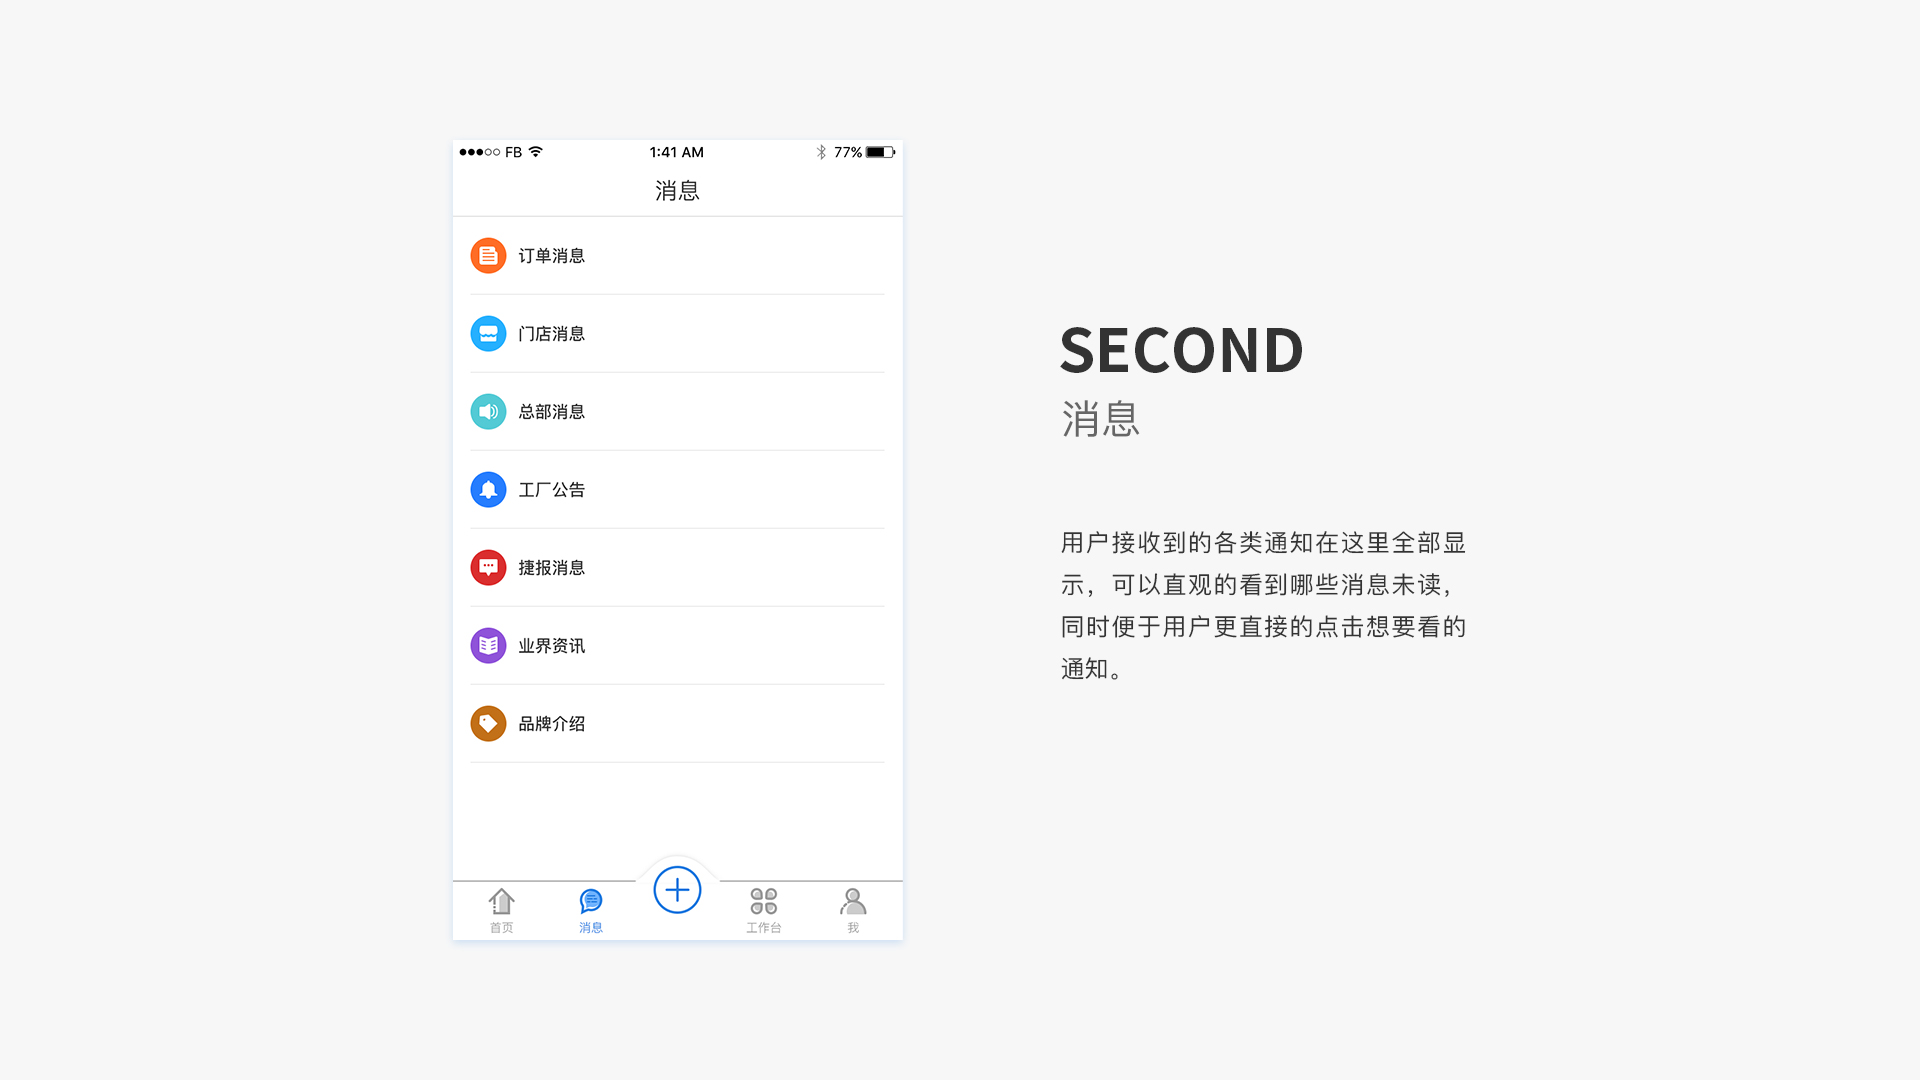 FB 1:41 AM 77%
消息
订单消息
门店消息
总部消息
工厂公告
捷报消息
业界资讯
品牌介绍
首页 消息 工作台 我
SECOND
消息
用户接收到的各类通知在这里全部显
示，可以直观的看到哪些消息未读，
同时便于用户更直接的点击想要看的
通知。